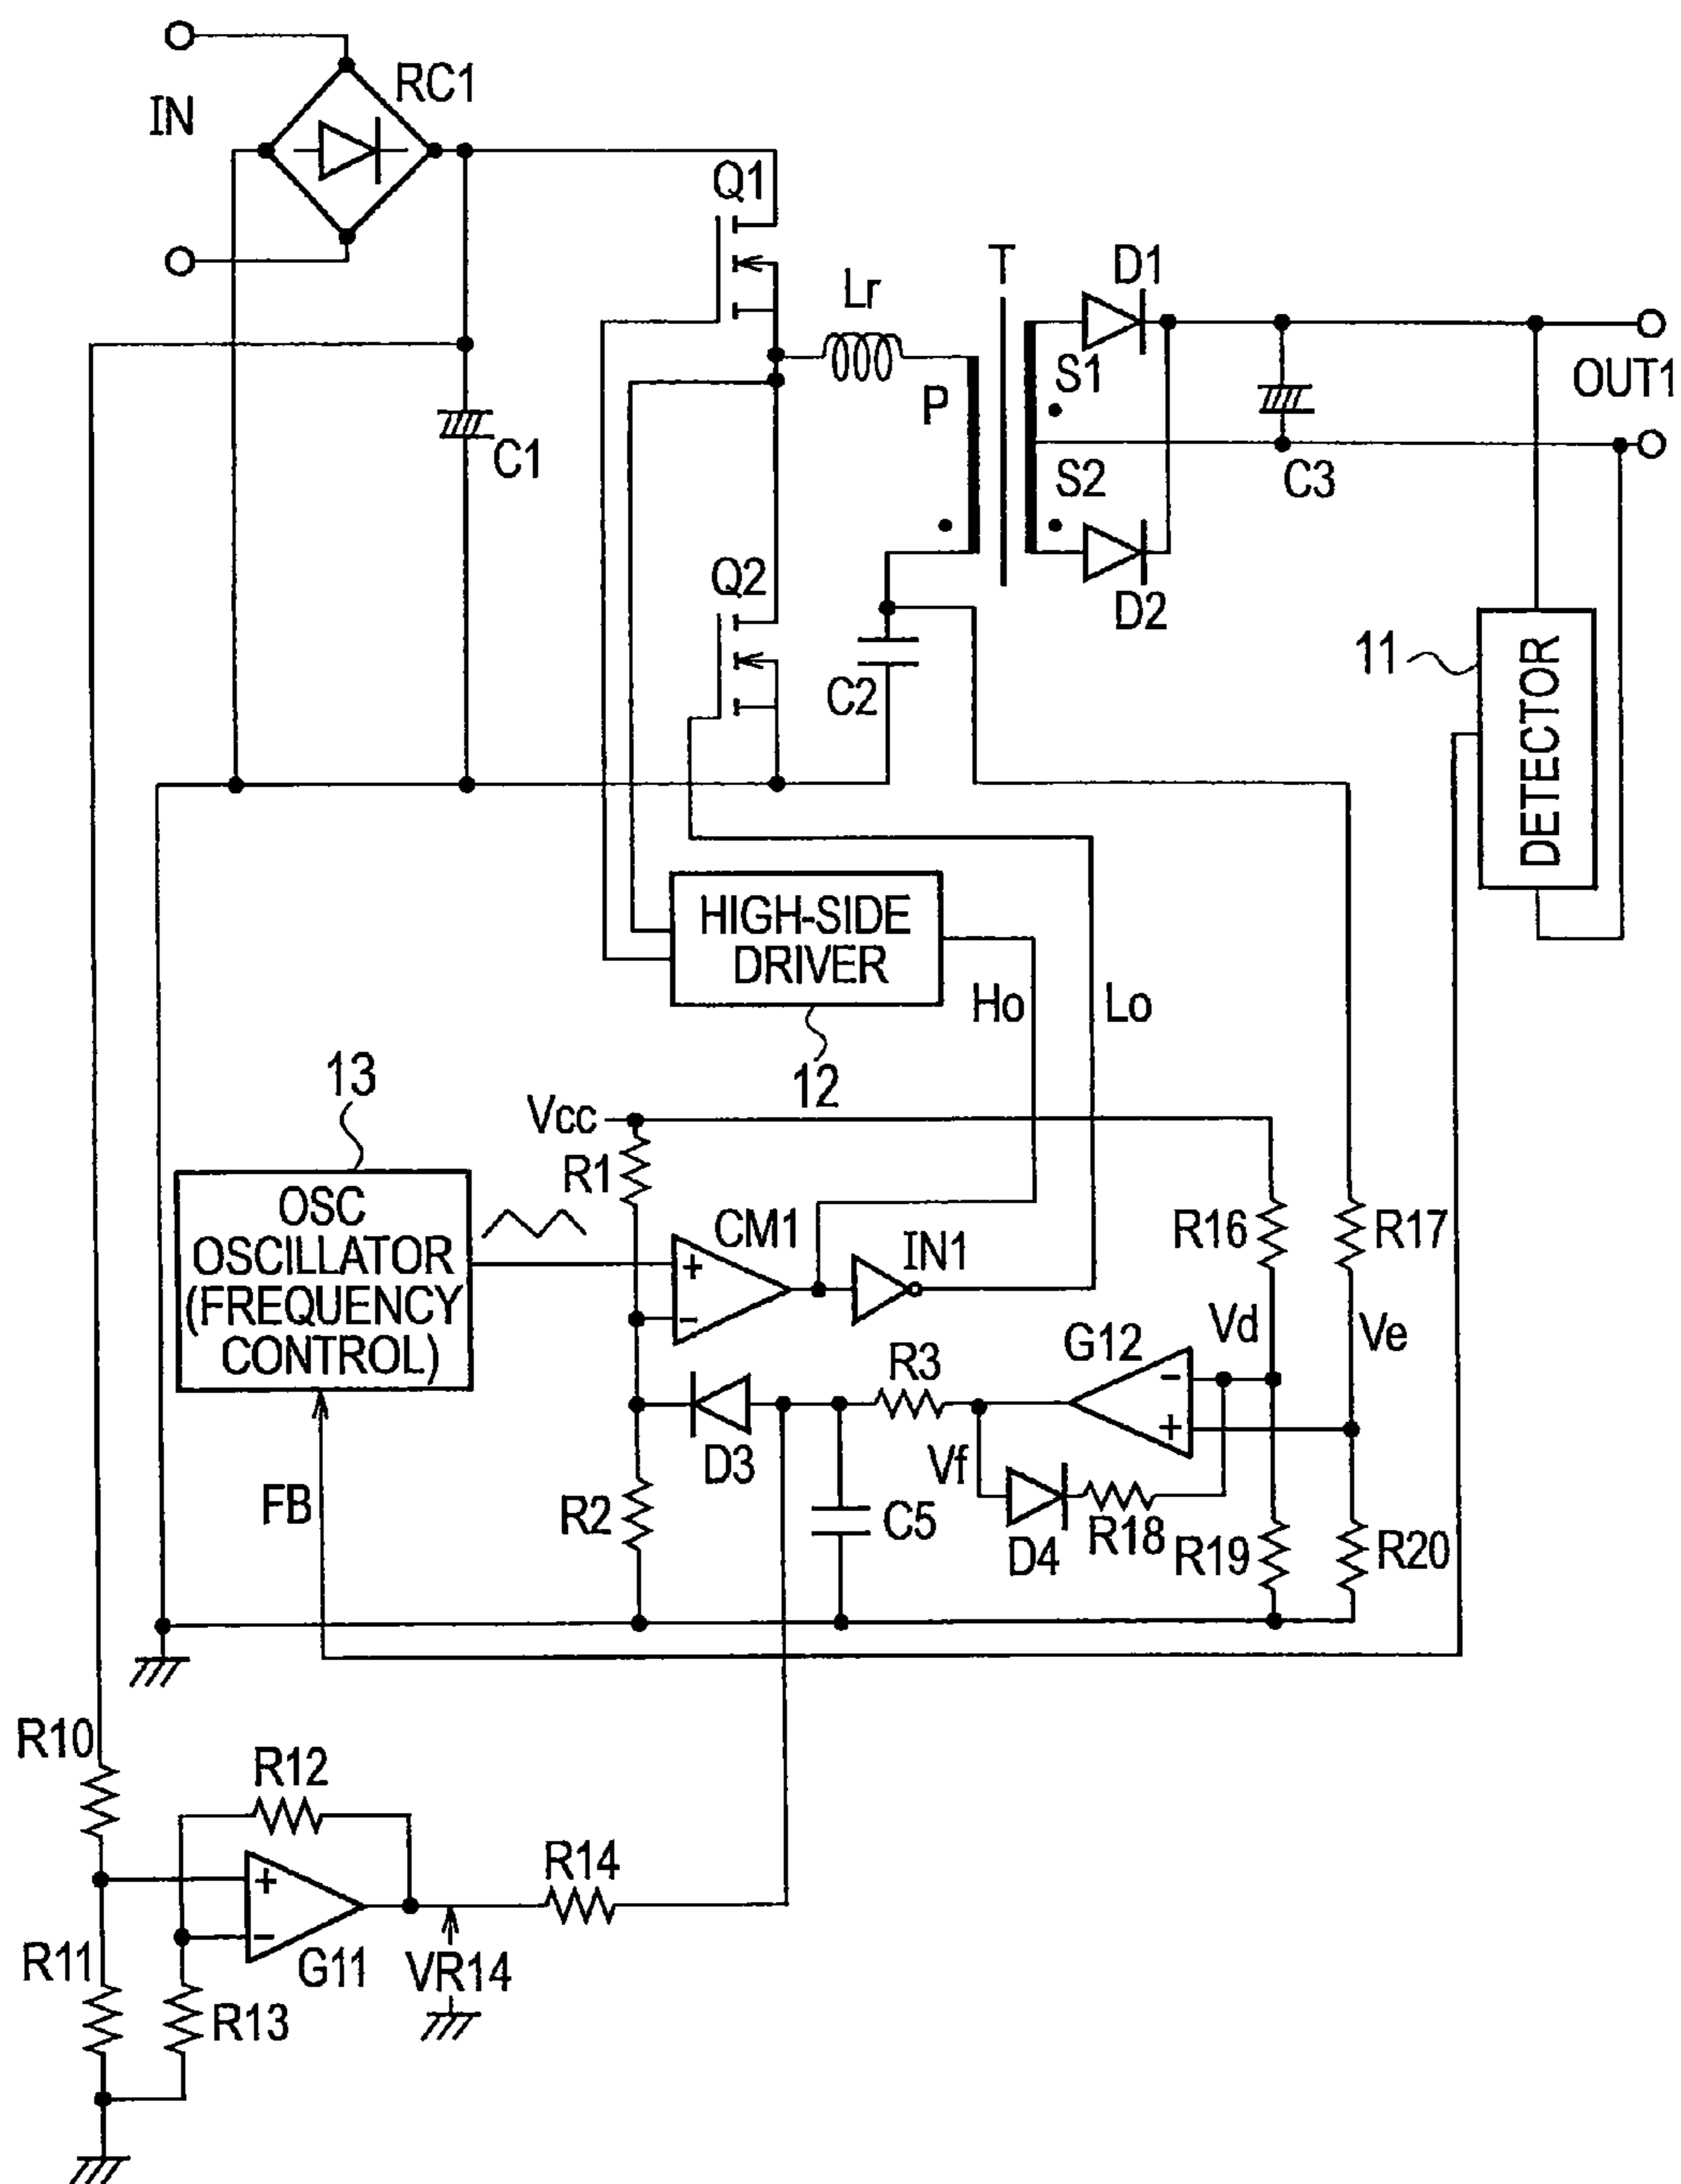 RC1
IN
Q1
T
D1
Lr
S1
OUT1
P
C1
S2
C3
Q2
D2
11
DETECTOR
C2
HIGH-SIDE
DRIVER
Ho
Lo
12
13
Vcc
R1
OSC
OSCILLATOR
(FREQUENCY
CONTROL)
CM1
+
-
IN1
R16
R17
Vd
Ve
G12
-
+
R3
D3
Vf
FB
R2
C5
D4
R18
R19
R20
R10
R12
R14
+
-
R11
G11
VR14
R13